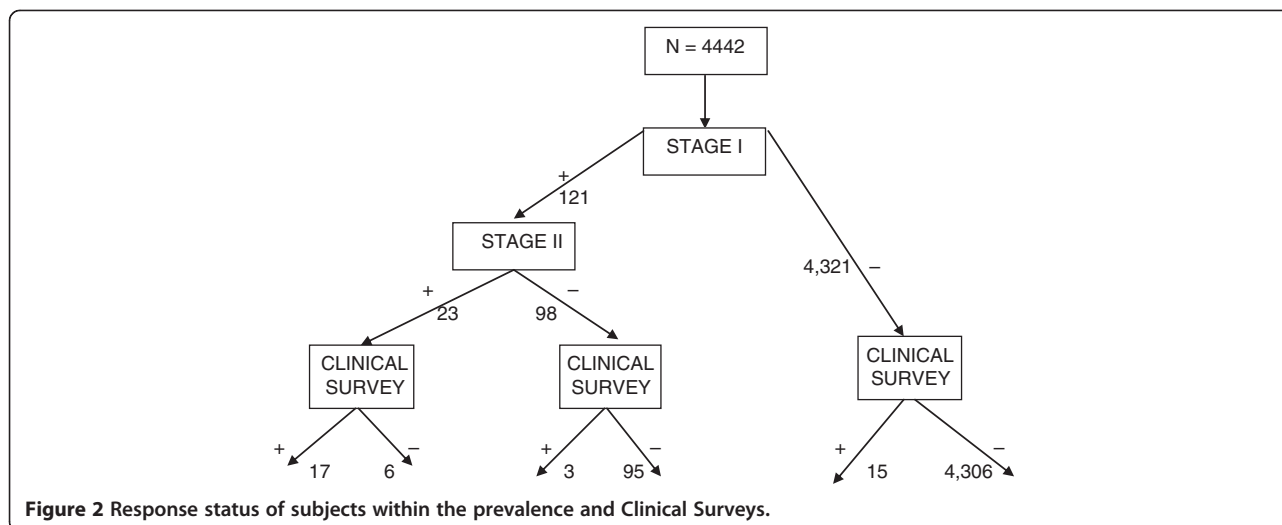 N = 4442
STAGE I
+
121
STAGE II
4,321 –
+
23
–
98
CLINICAL
SURVEY
CLINICAL
SURVEY
CLINICAL
SURVEY
+
17
–
6
+
3
–
95
+
15
–
4,306
Figure 2 Response status of subjects within the prevalence and Clinical Surveys.